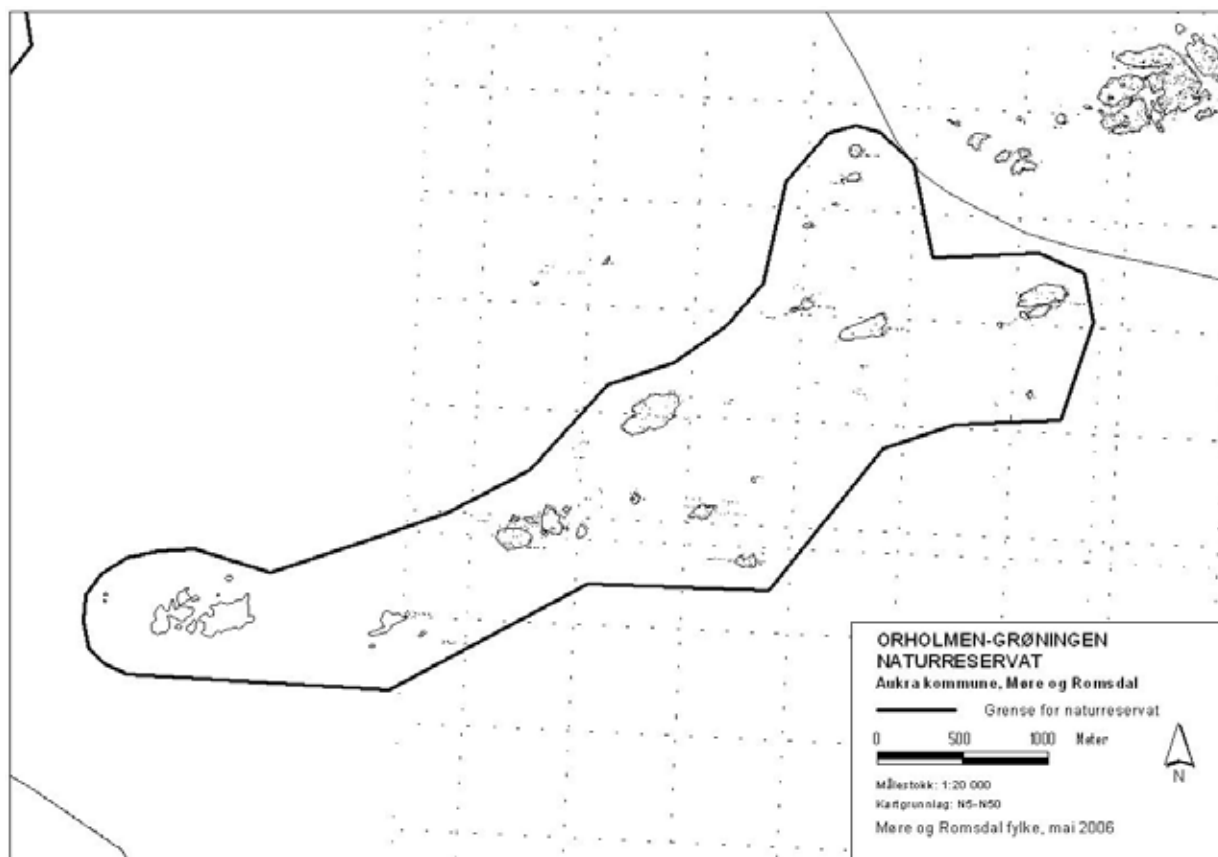 ORHOLMEN-GRØNINGEN
NATURRESERVAT
Aukra kommune, Møre og Romsdal
Grense for naturreservat
0 500 1000 Meter
N
Målestokk: 1:20 000
Kartgrunnlag: N5-N50
Møre og Romsdal fylke, mai 2006